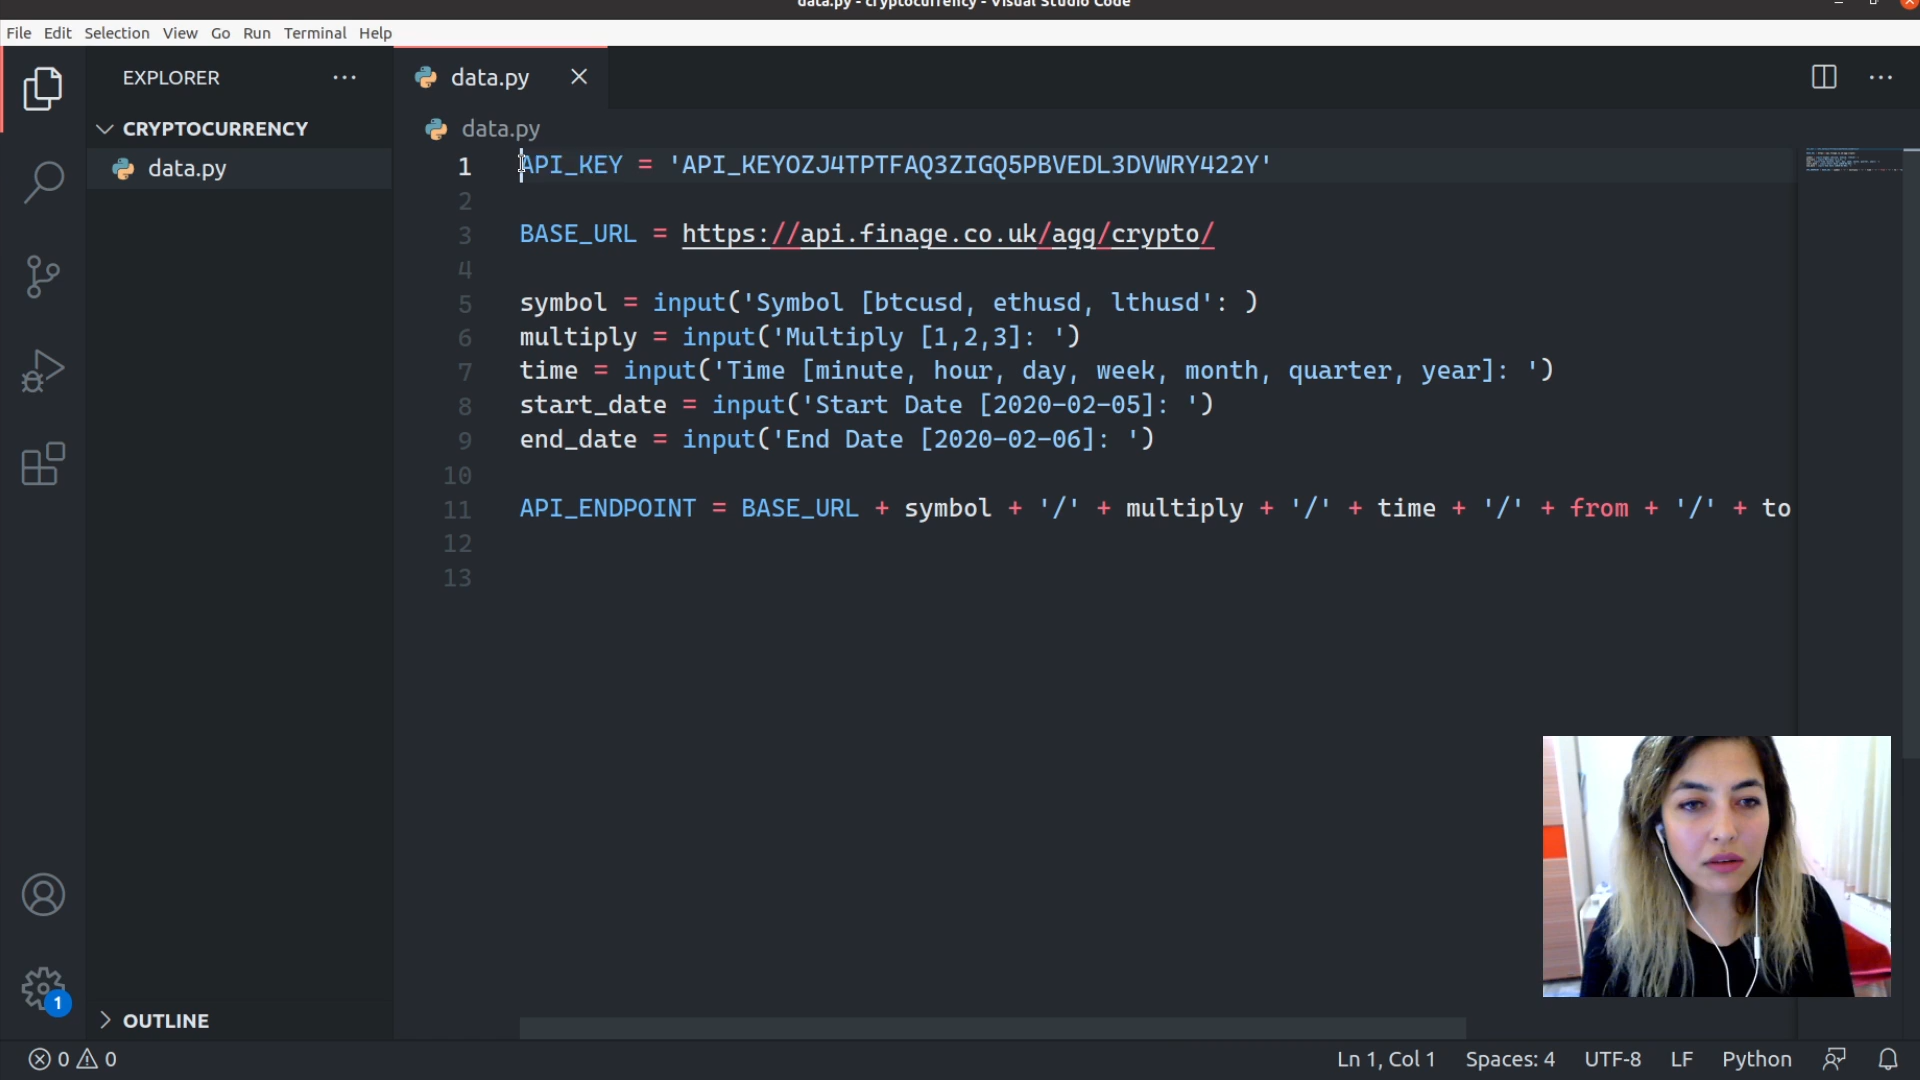 data.py - cryptocurrency - Visual Studio Code
File Edit Selection View Go Run Terminal Help
EXPLORER ···
data.py
CRYPTOCURRENCY
data.py
data.py
1 API_KEY = 'API_KEYOZJ4TPTFAQ3ZIGQ5PBVEDL3DVWRY422Y'
2
3 BASE_URL = https://api.finage.co.uk/agg/crypto/
4
5 symbol = input('Symbol [btcusd, ethusd, lthusd': )
6 multiply = input('Multiply [1,2,3]: ')
7 time = input('Time [minute, hour, day, week, month, quarter, year]: ')
8 start_date = input('Start Date [2020-02-05]: ')
9 end_date = input('End Date [2020-02-06]: ')
10
11 API_ENDPOINT = BASE_URL + symbol + '/' + multiply + '/' + time + '/' + from + '/' + to
12
13
1
OUTLINE
0 0 Ln 1, Col 1 Spaces: 4 UTF-8 LF Python